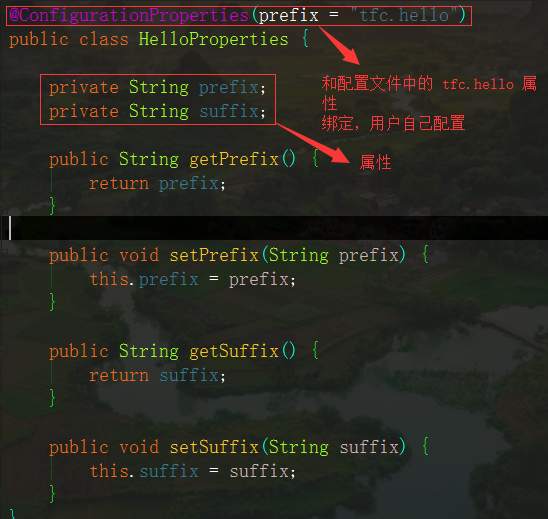 @ConfigurationProperties(prefix = "tfc.hello")
public class HelloProperties {
private String prefix;
private String suffix;
和配置文件中的 tfc.hello 属
性
绑定，用户自己配置
属性
public String getPrefix() {
return prefix;
}
public void setPrefix(String prefix) {
this.prefix = prefix;
}
public String getSuffix() {
return suffix;
}
public void setSuffix(String suffix) {
this.suffix = suffix;
}
}